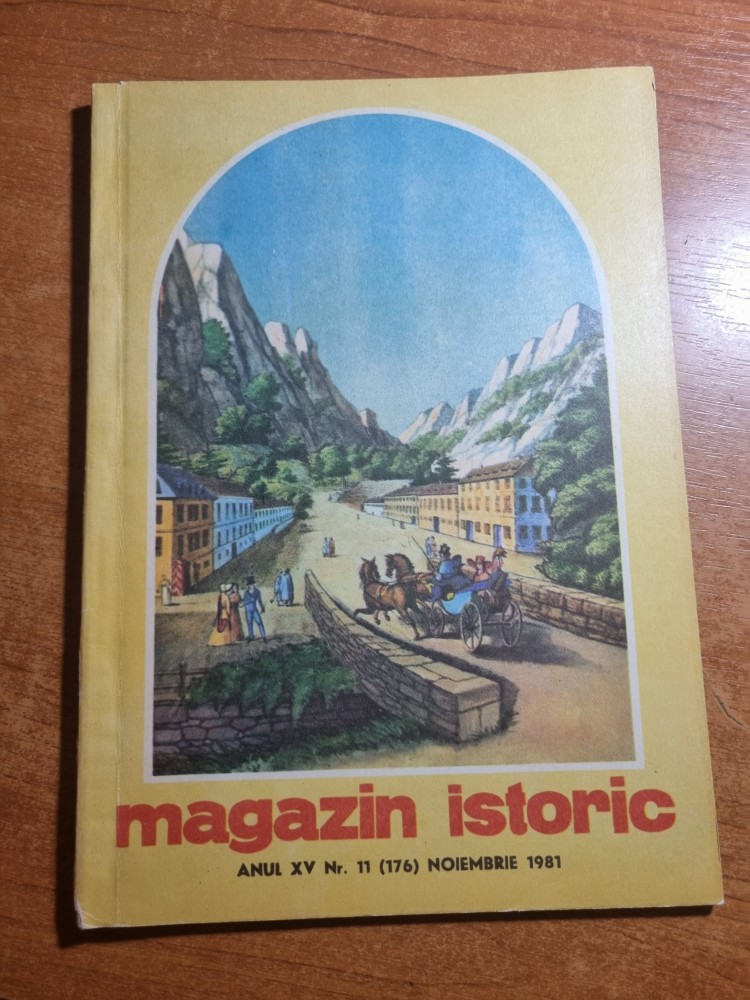 magazin istoric
ANUL XV Nr. 11 (176) NOIEMBRIE 1981